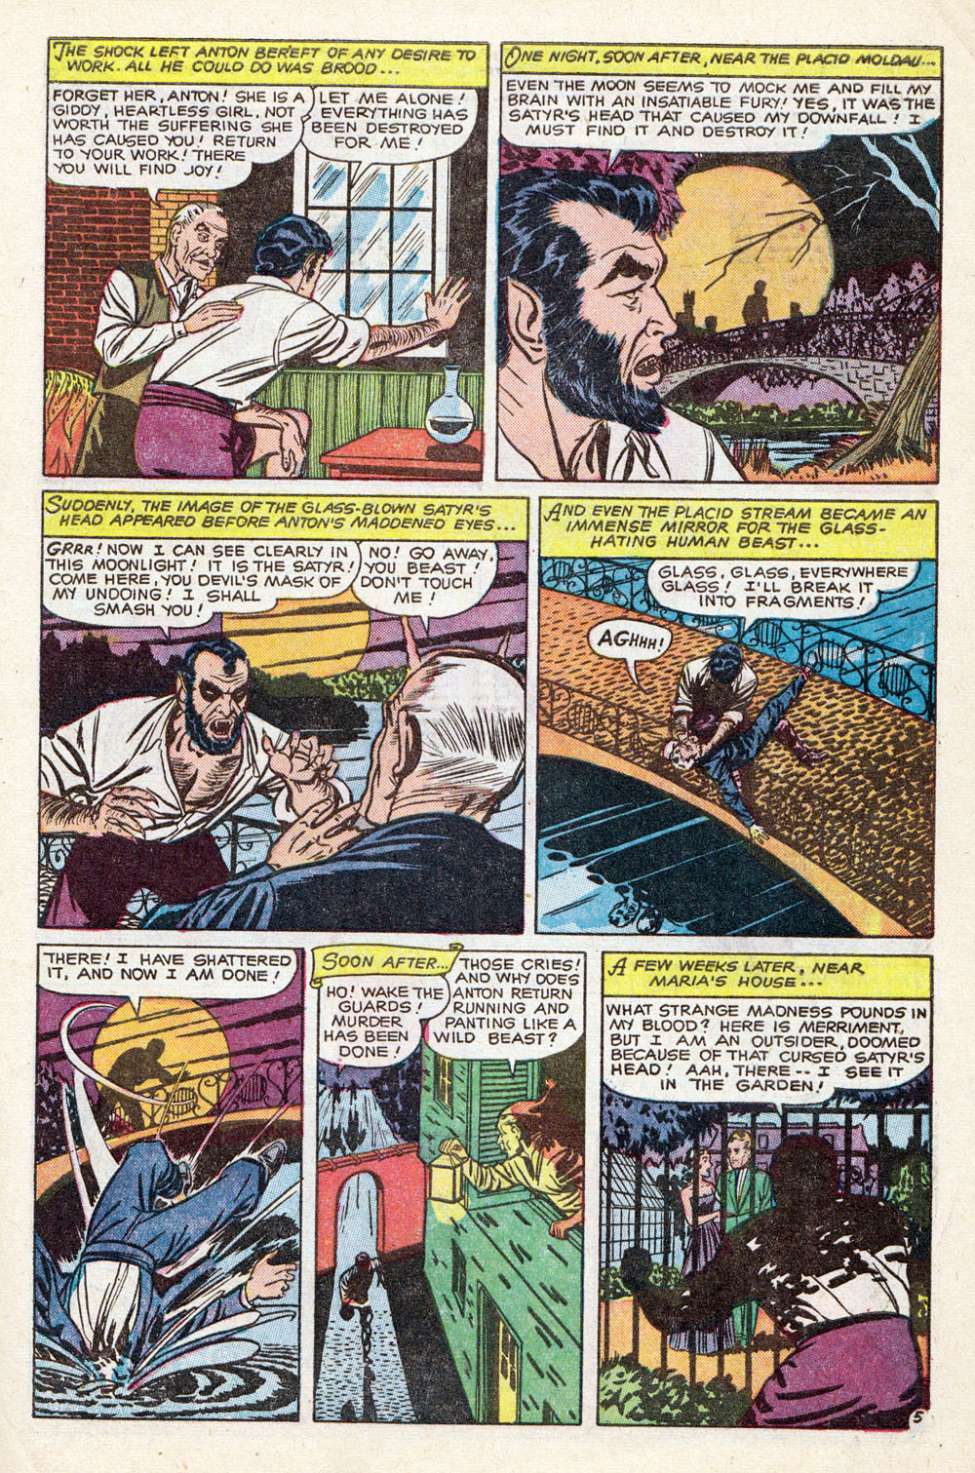 THE SHOCK LEFT ANTON BER'EFT OF ANY DESIRE TO
WORK. ALL HE COULD DO WAS BROOD...
FORGET HER, ANTON! SHE IS A
GIDDY, HEARTLESS GIRL, NOT
WORTH THE SUFFERING SHE
HAS CAUSED YOU! RETURN
TO YOUR WORK! THERE
YOU WILL FIND JOY!
LET ME ALONE!
EVERYTHING HAS
BEEN DESTROYED
FOR ME!
ONE NIGHT, SOON AFTER, NEAR THE PLACID MOLDAU...
EVEN THE MOON SEEMS TO MOCK ME AND FILL MY
BRAIN WITH AN INSATIABLE FURY! YES, IT WAS THE
SATYR'S HEAD THAT CAUSED MY DOWNFALL! I
MUST FIND IT AND DESTROY IT!
SUDDENLY, THE IMAGE OF THE GLASS-BLOWN SATYR'S
HEAD APPEARED BEFORE ANTON'S MADDENED EYES...
GRRR! NOW I CAN SEE CLEARLY IN
THIS MOONLIGHT! IT IS THE SATYR!
COME HERE, YOU DEVIL'S MASK OF
MY UNDOING! I SHALL
SMASH YOU!
NO! GO AWAY,
YOU BEAST!
DON'T TOUCH
ME!
AND EVEN THE PLACID STREAM BECAME AN
IMMENSE MIRROR FOR THE GLASS-
HATING HUMAN BEAST...
GLASS, GLASS, EVERYWHERE
GLASS! I'LL BREAK IT
INTO FRAGMENTS!
AGHHH!
THERE! I HAVE SHATTERED
IT, AND NOW I AM DONE!
SOON AFTER...
HO! WAKE THE
GUARDS!
MURDER
HAS BEEN
DONE!
THOSE CRIES!
AND WHY DOES
ANTON RETURN
RUNNING AND
PANTING LIKE A
WILD BEAST?
A FEW WEEKS LATER, NEAR
MARIA'S HOUSE...
WHAT STRANGE MADNESS POUNDS IN
MY BLOOD? HERE IS MERRIMENT,
BUT I AM AN OUTSIDER, DOOMED
BECAUSE OF THAT CURSED SATYR'S
HEAD! AAH, THERE-- I SEE IT
IN THE GARDEN!
5